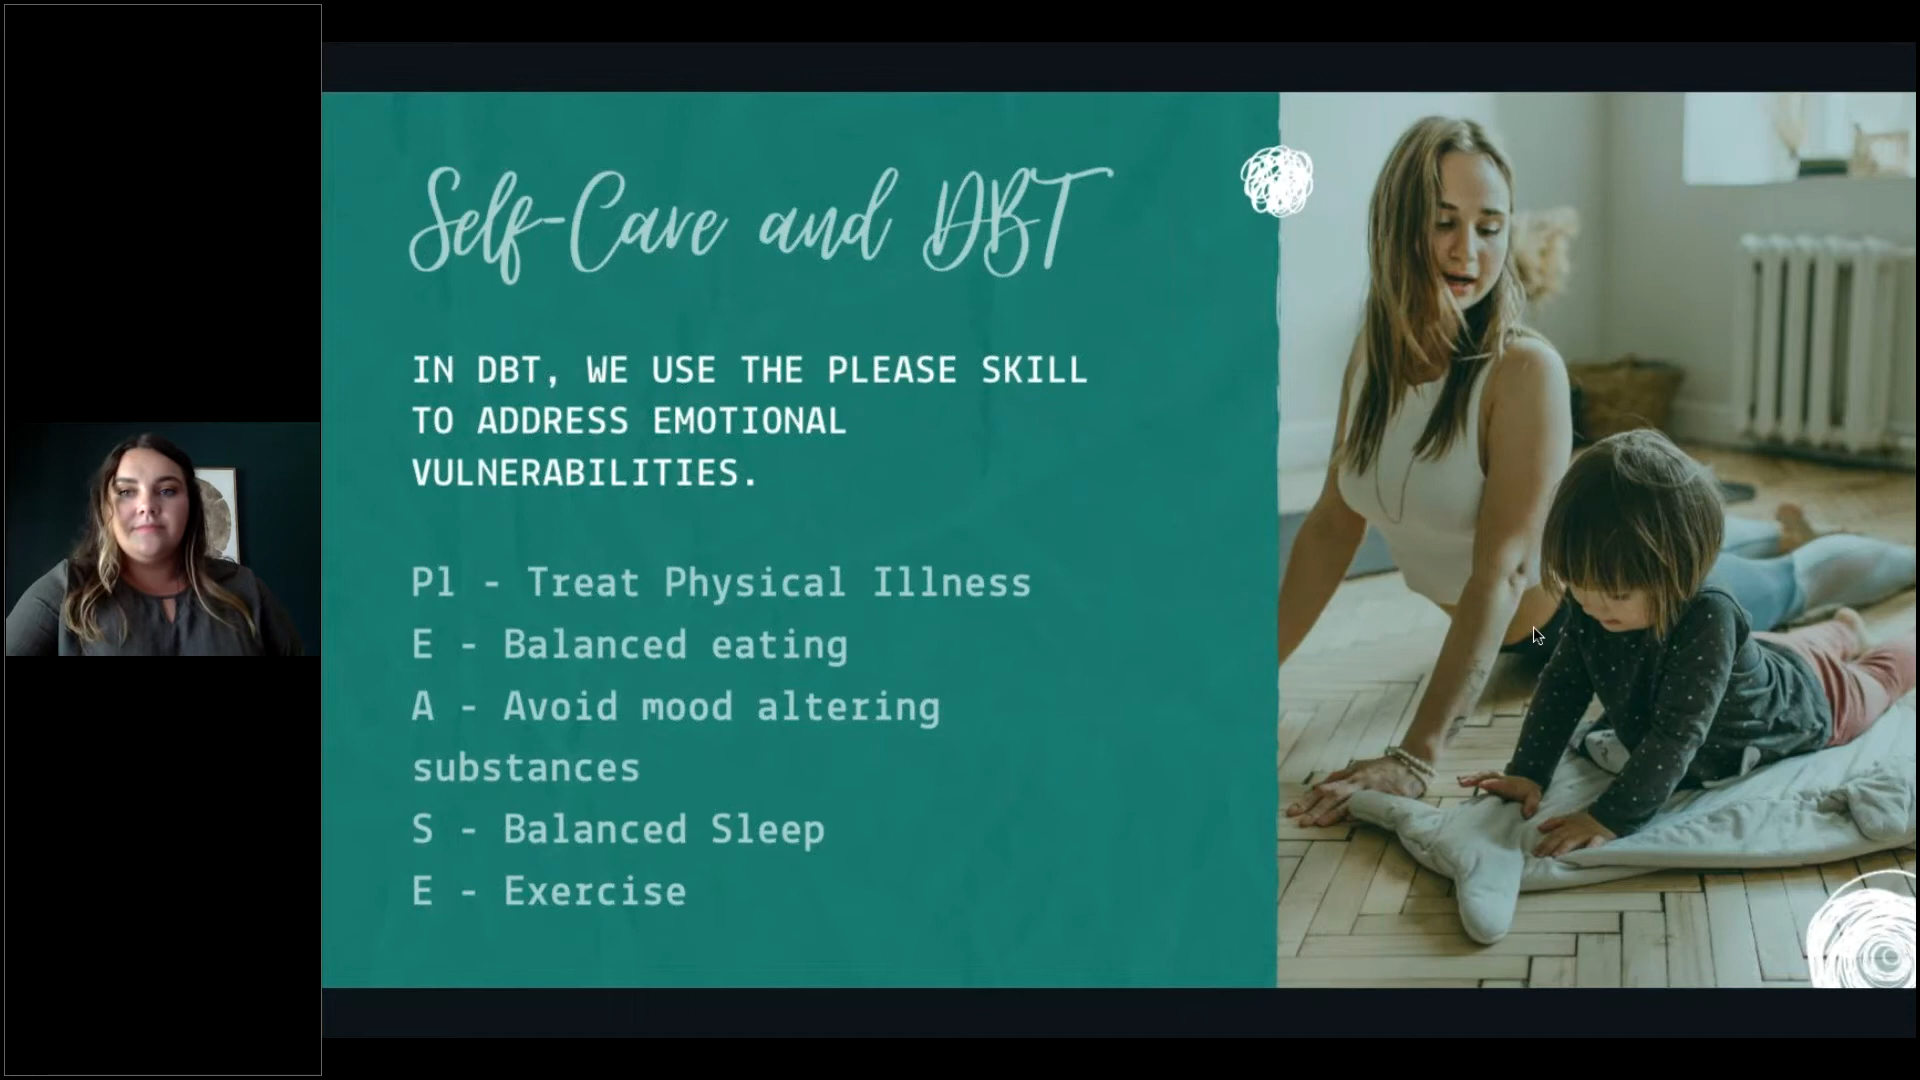 Self-Care and DBT
IN DBT, WE USE THE PLEASE SKILL
TO ADDRESS EMOTIONAL
VULNERABILITIES.
Pl - Treat Physical Illness
E - Balanced eating
A - Avoid mood altering
substances
S - Balanced Sleep
E - Exercise